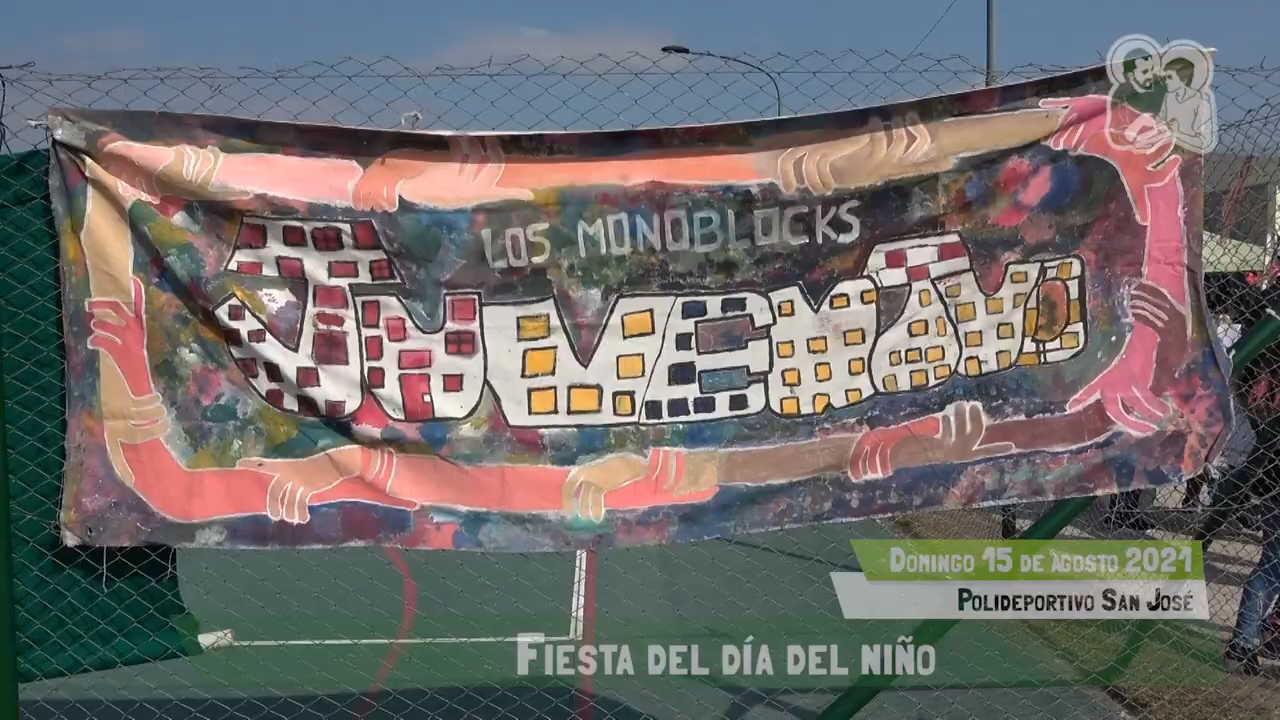 LOS MONOBLOCKS
JUVENTUD
DOMINGO 15 DE AGOSTO 2021
POLIDEPORTIVO SAN JOSÉ
FIESTA DEL DÍA DEL NIÑO